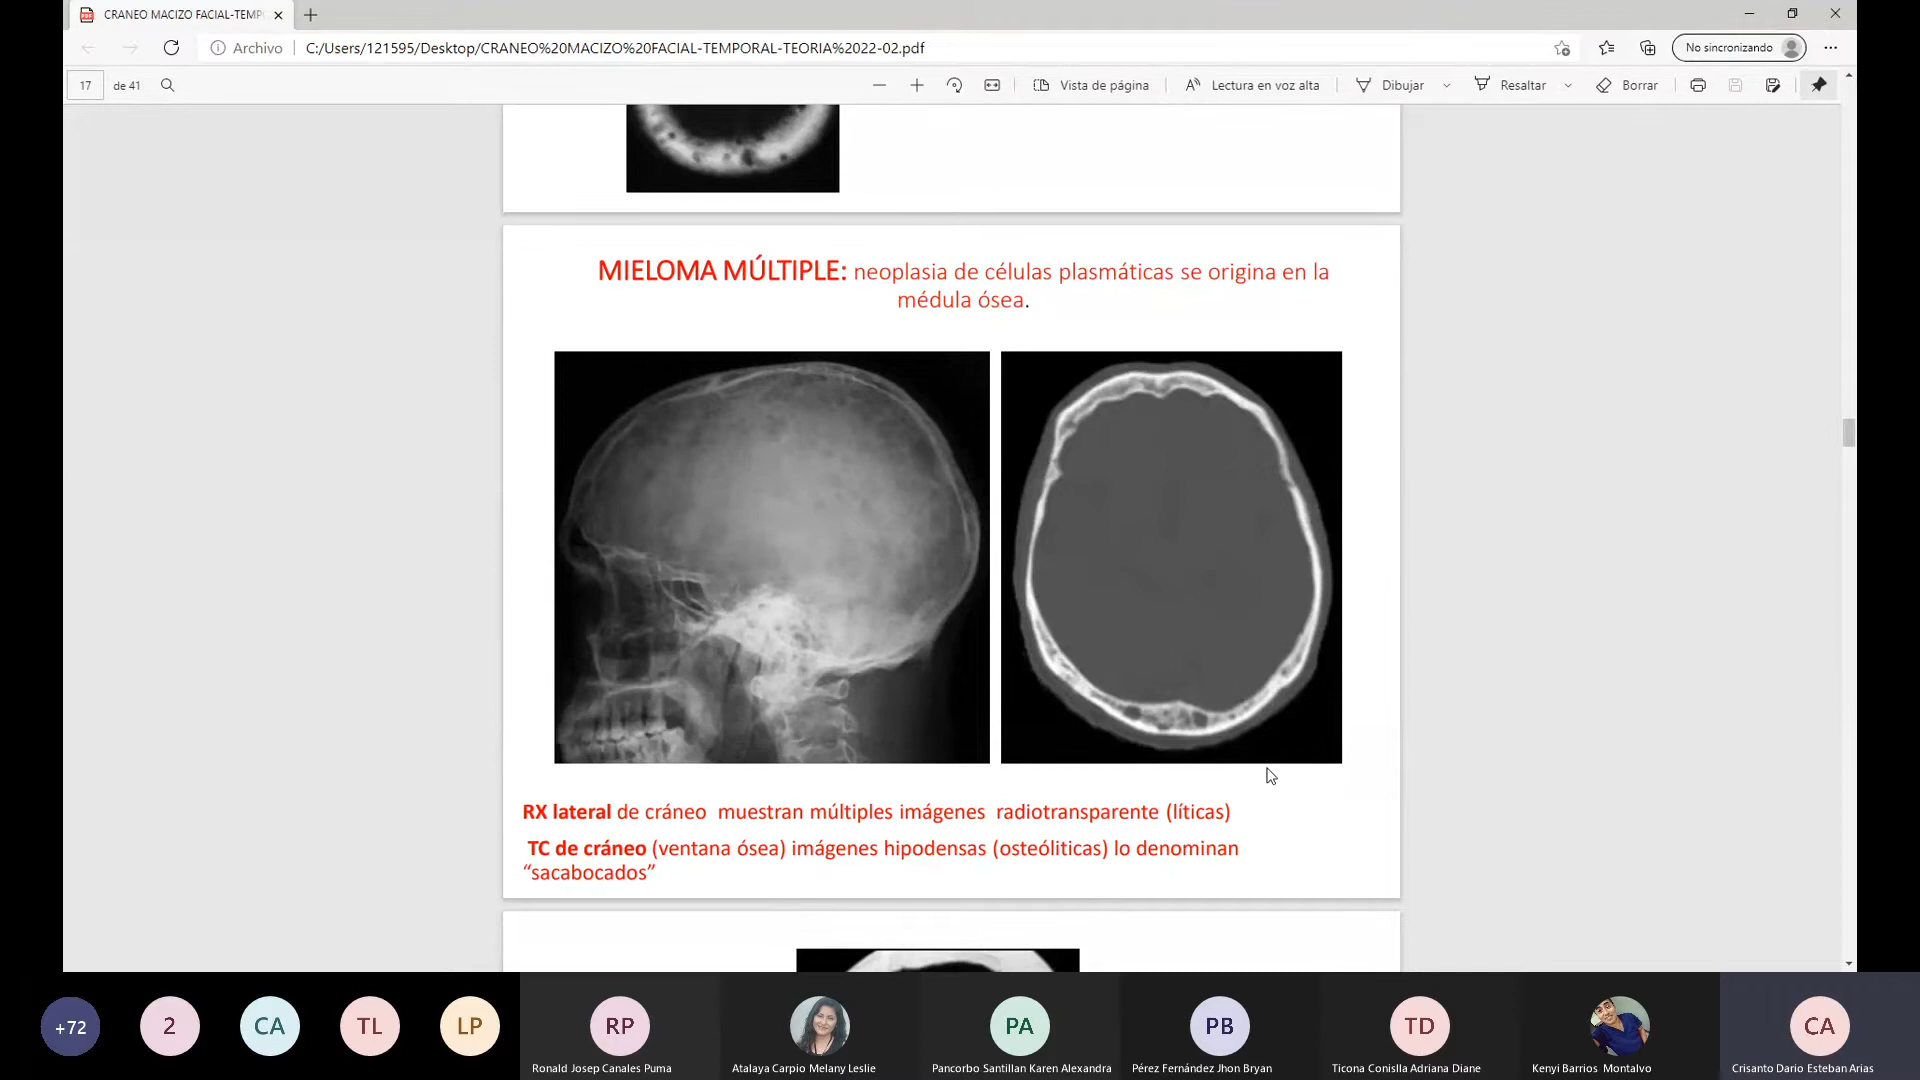 CRANEO MACIZO FACIAL-TEMP
Archivo
C:/Users/121595/Desktop/CRANEO%20MACIZO%20FACIAL-TEMPORAL-TEORIA%202022-02.pdf
No sincronizando
17 de 41
Vista de página
Lectura en voz alta
Dibujar
Resaltar
Borrar
MIELOMA MÚLTIPLE: neoplasia de células plasmáticas se origina en la
médula ósea.
RX lateral de cráneo muestran múltiples imágenes radiotransparente (líticas)
TC de cráneo (ventana ósea) imágenes hipodensas (osteóliticas) lo denominan
“sacabocados”
+72
2
CA
TL
LP
RP
PA
PB
TD
CA
Ronald Josep Canales Puma
Atalaya Carpio Melany Leslie
Pancorbo Santillan Karen Alexandra
Pérez Fernández Jhon Bryan
Ticona Conislla Adriana Diane
Kenyi Barrios Montalvo
Crisanto Dario Esteban Arias